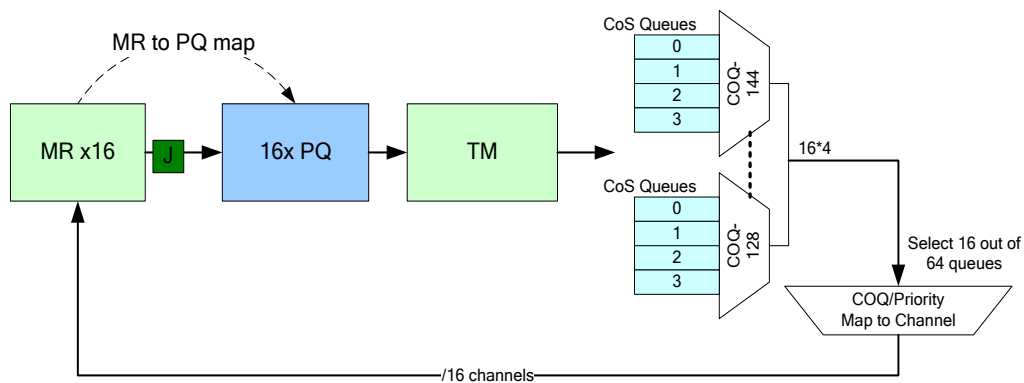 MR to PQ map
MR x16
J
16x PQ
TM
CoS Queues
0
1
2
3
COQ-
144
CoS Queues
0
1
2
3
COQ-
128
16*4
Select 16 out of
64 queues
COQ/Priority
Map to Channel
/16 channels